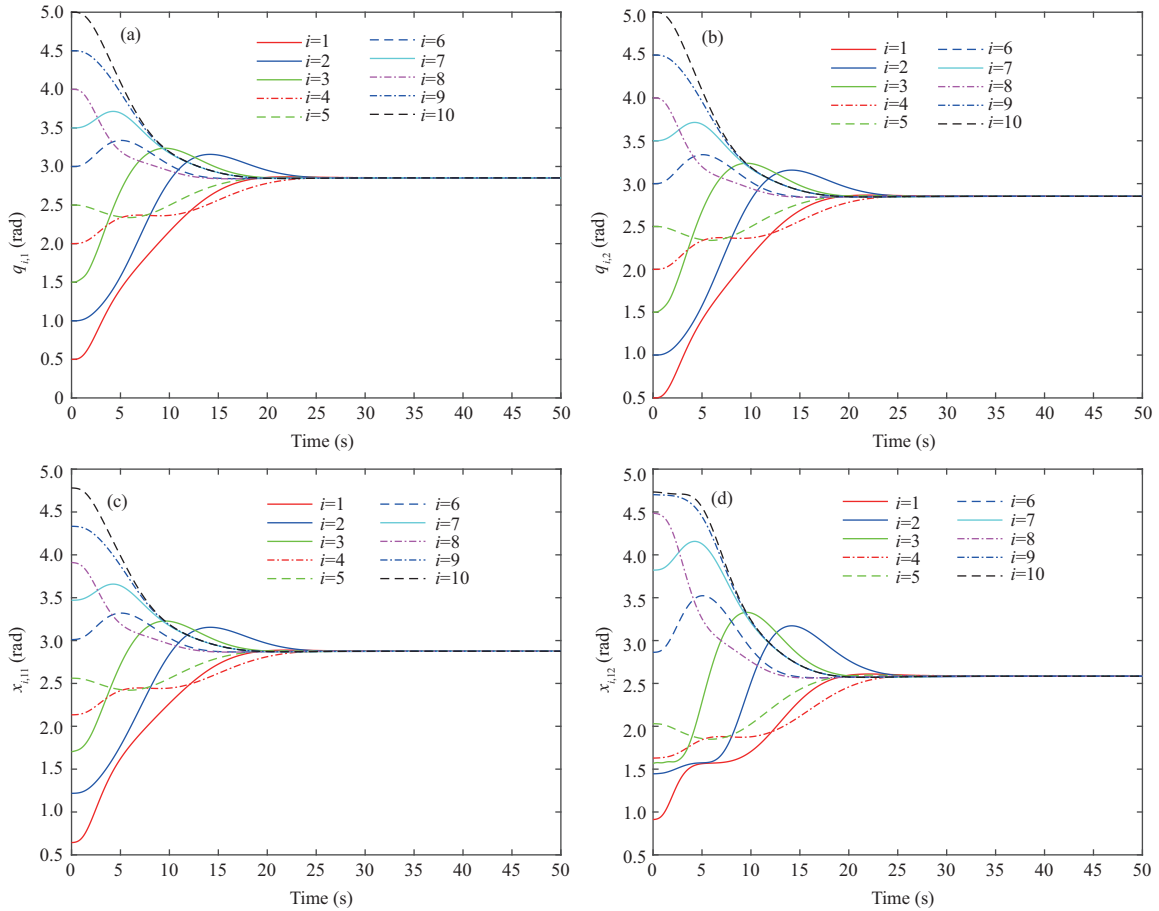 (a)
i=1
i=2
i=3
i=4
i=5
i=6
i=7
i=8
i=9
i=10
5.0
4.5
4.0
3.5
3.0
2.5
2.0
1.5
1.0
0.5
0
q_{i,1} (rad)
0 5 10 15 20 25 30 35 40 45 50
Time (s)
(b)
i=1
i=2
i=3
i=4
i=5
i=6
i=7
i=8
i=9
i=10
5.0
4.5
4.0
3.5
3.0
2.5
2.0
1.5
1.0
0.5
q_{i,2} (rad)
0 5 10 15 20 25 30 35 40 45 50
Time (s)
(c)
i=1
i=2
i=3
i=4
i=5
i=6
i=7
i=8
i=9
i=10
5.0
4.5
4.0
3.5
3.0
2.5
2.0
1.5
1.0
0.5
x_{i,11} (rad)
0 5 10 15 20 25 30 35 40 45 50
Time (s)
(d)
i=1
i=2
i=3
i=4
i=5
i=6
i=7
i=8
i=9
i=10
5.0
4.5
4.0
3.5
3.0
2.5
2.0
1.5
1.0
0.5
x_{i,12} (rad)
0 5 10 15 20 25 30 35 40 45 50
Time (s)